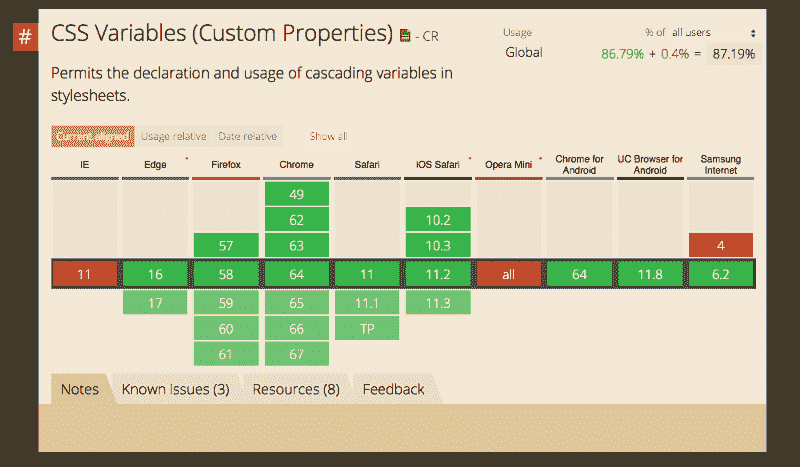 #
CSS Variables (Custom Properties) - CR
Usage % of all users
Global 86.79% + 0.4% = 87.19%
Permits the declaration and usage of cascading variables in
stylesheets.
Usage relative Date relative Show all
IE Edge * Firefox Chrome Safari iOS Safari * Opera Mini * Chrome for Android UC Browser for Android Samsung Internet
49
62 10.2
57 63 10.3 4
11 16 58 64 11 11.2 all 64 11.8 6.2
17 59 65 11.1 11.3
60 66 TP
61 67
Notes Known Issues (3) Resources (8) Feedback